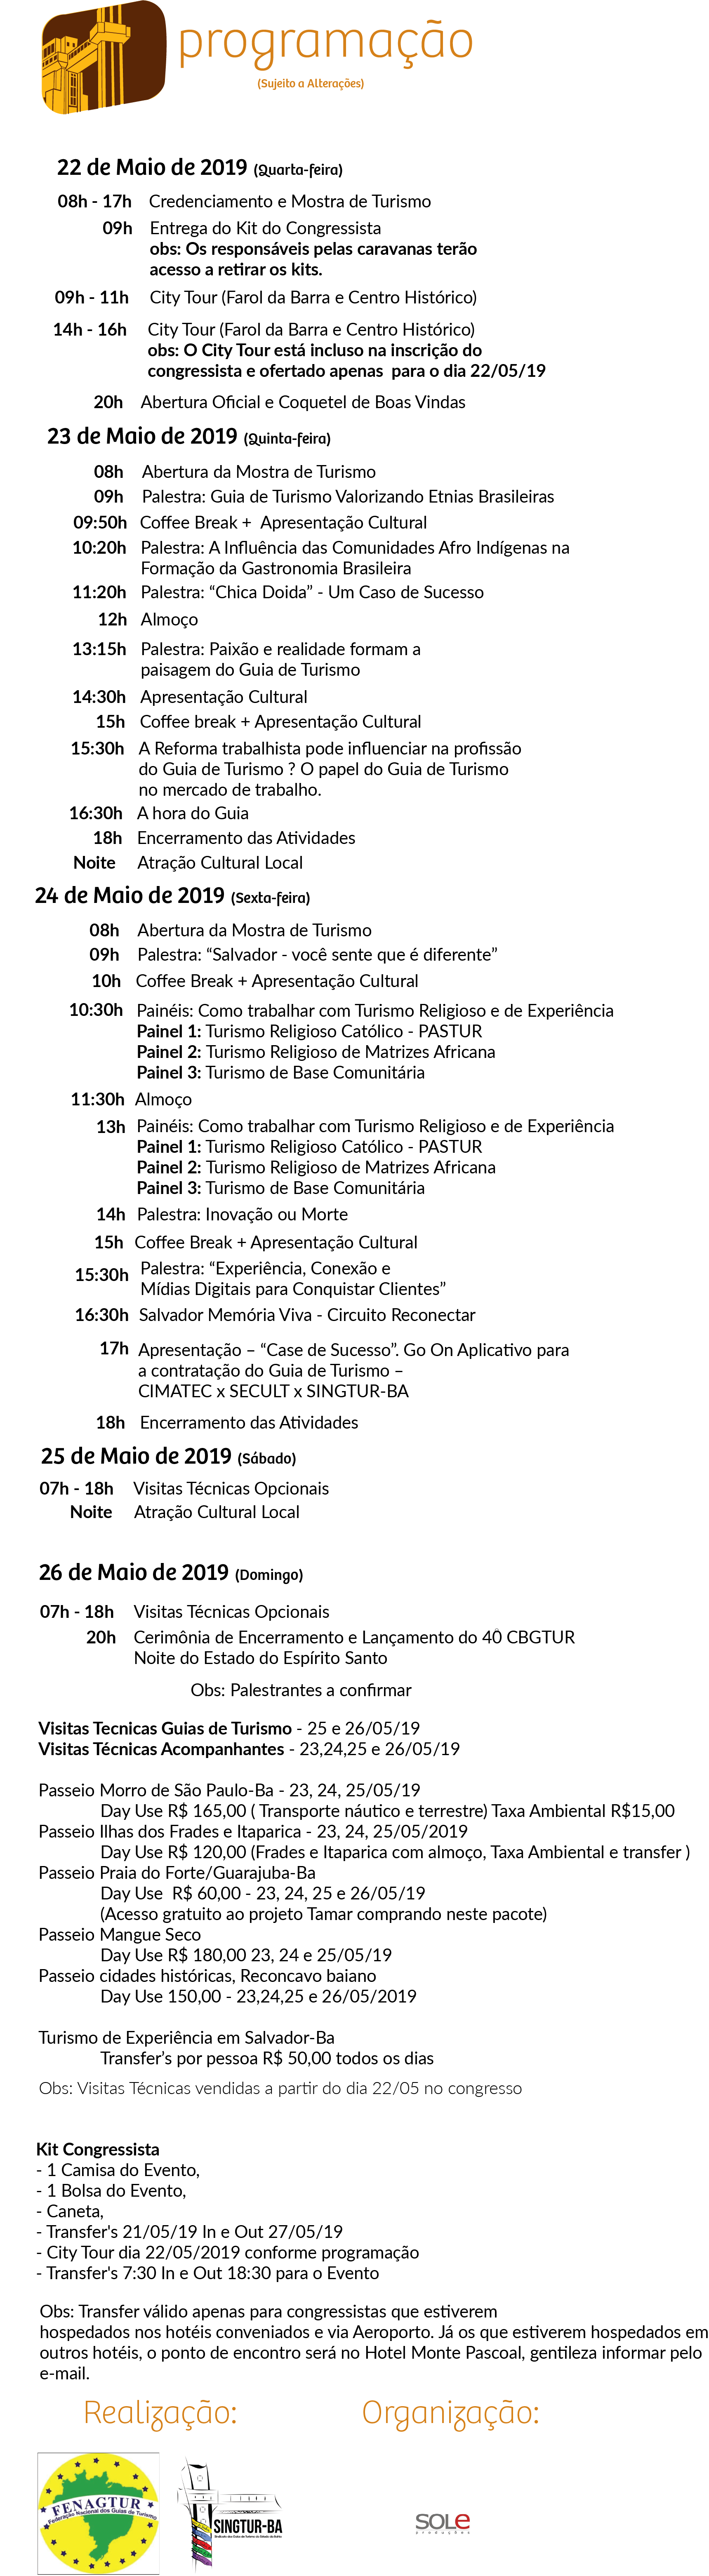 programação
(Sujeito a Alterações)
22 de Maio de 2019 (Quarta-feira)
08h - 17h Credenciamento e Mostra de Turismo
09h Entrega do Kit do Congressista
obs: Os responsáveis pelas caravanas terão
acesso a retirar os kits.
09h - 11h City Tour (Farol da Barra e Centro Histórico)
14h - 16h City Tour (Farol da Barra e Centro Histórico)
obs: O City Tour está incluso na inscrição do
congressista e ofertado apenas para o dia 22/05/19
20h Abertura Oficial e Coquetel de Boas Vindas
23 de Maio de 2019 (Quinta-feira)
08h Abertura da Mostra de Turismo
09h Palestra: Guia de Turismo Valorizando Etnias Brasileiras
09:50h Coffee Break + Apresentação Cultural
10:20h Palestra: A Influência das Comunidades Afro Indígenas na
Formação da Gastronomia Brasileira
11:20h Palestra: “Chica Doida” - Um Caso de Sucesso
12h Almoço
13:15h Palestra: Paixão e realidade formam a
paisagem do Guia de Turismo
14:30h Apresentação Cultural
15h Coffee break + Apresentação Cultural
15:30h A Reforma trabalhista pode influenciar na profissão
do Guia de Turismo ? O papel do Guia de Turismo
no mercado de trabalho.
16:30h A hora do Guia
18h Encerramento das Atividades
Noite Atração Cultural Local
24 de Maio de 2019 (Sexta-feira)
08h Abertura da Mostra de Turismo
09h Palestra: “Salvador - você sente que é diferente”
10h Coffee Break + Apresentação Cultural
10:30h Painéis: Como trabalhar com Turismo Religioso e de Experiência
Painel 1: Turismo Religioso Católico - PASTUR
Painel 2: Turismo Religioso de Matrizes Africana
Painel 3: Turismo de Base Comunitária
11:30h Almoço
13h Painéis: Como trabalhar com Turismo Religioso e de Experiência
Painel 1: Turismo Religioso Católico - PASTUR
Painel 2: Turismo Religioso de Matrizes Africana
Painel 3: Turismo de Base Comunitária
14h Palestra: Inovação ou Morte
15h Coffee Break + Apresentação Cultural
15:30h Palestra: “Experiência, Conexão e
Mídias Digitais para Conquistar Clientes”
16:30h Salvador Memória Viva - Circuito Reconectar
17h Apresentação – “Case de Sucesso”. Go On Aplicativo para
a contratação do Guia de Turismo –
CIMATEC x SECULT x SINGTUR-BA
18h Encerramento das Atividades
25 de Maio de 2019 (Sábado)
07h - 18h Visitas Técnicas Opcionais
Noite Atração Cultural Local
26 de Maio de 2019 (Domingo)
07h - 18h Visitas Técnicas Opcionais
20h Cerimônia de Encerramento e Lançamento do 40̂ CBGTUR
Noite do Estado do Espírito Santo
Obs: Palestrantes a confirmar
Visitas Tecnicas Guias de Turismo - 25 e 26/05/19
Visitas Técnicas Acompanhantes - 23,24,25 e 26/05/19
Passeio Morro de São Paulo-Ba - 23, 24, 25/05/19
Day Use R$ 165,00 ( Transporte náutico e terrestre) Taxa Ambiental R$15,00
Passeio Ilhas dos Frades e Itaparica - 23, 24, 25/05/2019
Day Use R$ 120,00 (Frades e Itaparica com almoço, Taxa Ambiental e transfer )
Passeio Praia do Forte/Guarajuba-Ba
Day Use R$ 60,00 - 23, 24, 25 e 26/05/19
(Acesso gratuito ao projeto Tamar comprando neste pacote)
Passeio Mangue Seco
Day Use R$ 180,00 23, 24 e 25/05/19
Passeio cidades históricas, Reconcavo baiano
Day Use 150,00 - 23,24,25 e 26/05/2019
Turismo de Experiência em Salvador-Ba
Transfer’s por pessoa R$ 50,00 todos os dias
Obs: Visitas Técnicas vendidas a partir do dia 22/05 no congresso
Kit Congressista
- 1 Camisa do Evento,
- 1 Bolsa do Evento,
- Caneta,
- Transfer's 21/05/19 In e Out 27/05/19
- City Tour dia 22/05/2019 conforme programação
- Transfer's 7:30 In e Out 18:30 para o Evento
Obs: Transfer válido apenas para congressistas que estiverem
hospedados nos hotéis conveniados e via Aeroporto. Já os que estiverem hospedados em
outros hotéis, o ponto de encontro será no Hotel Monte Pascoal, gentileza informar pelo
e-mail.
Realização: Organização:
FENAGTUR
Federação Nacional dos Guias de Turismo
SINGTUR-BA
SOLe
produções